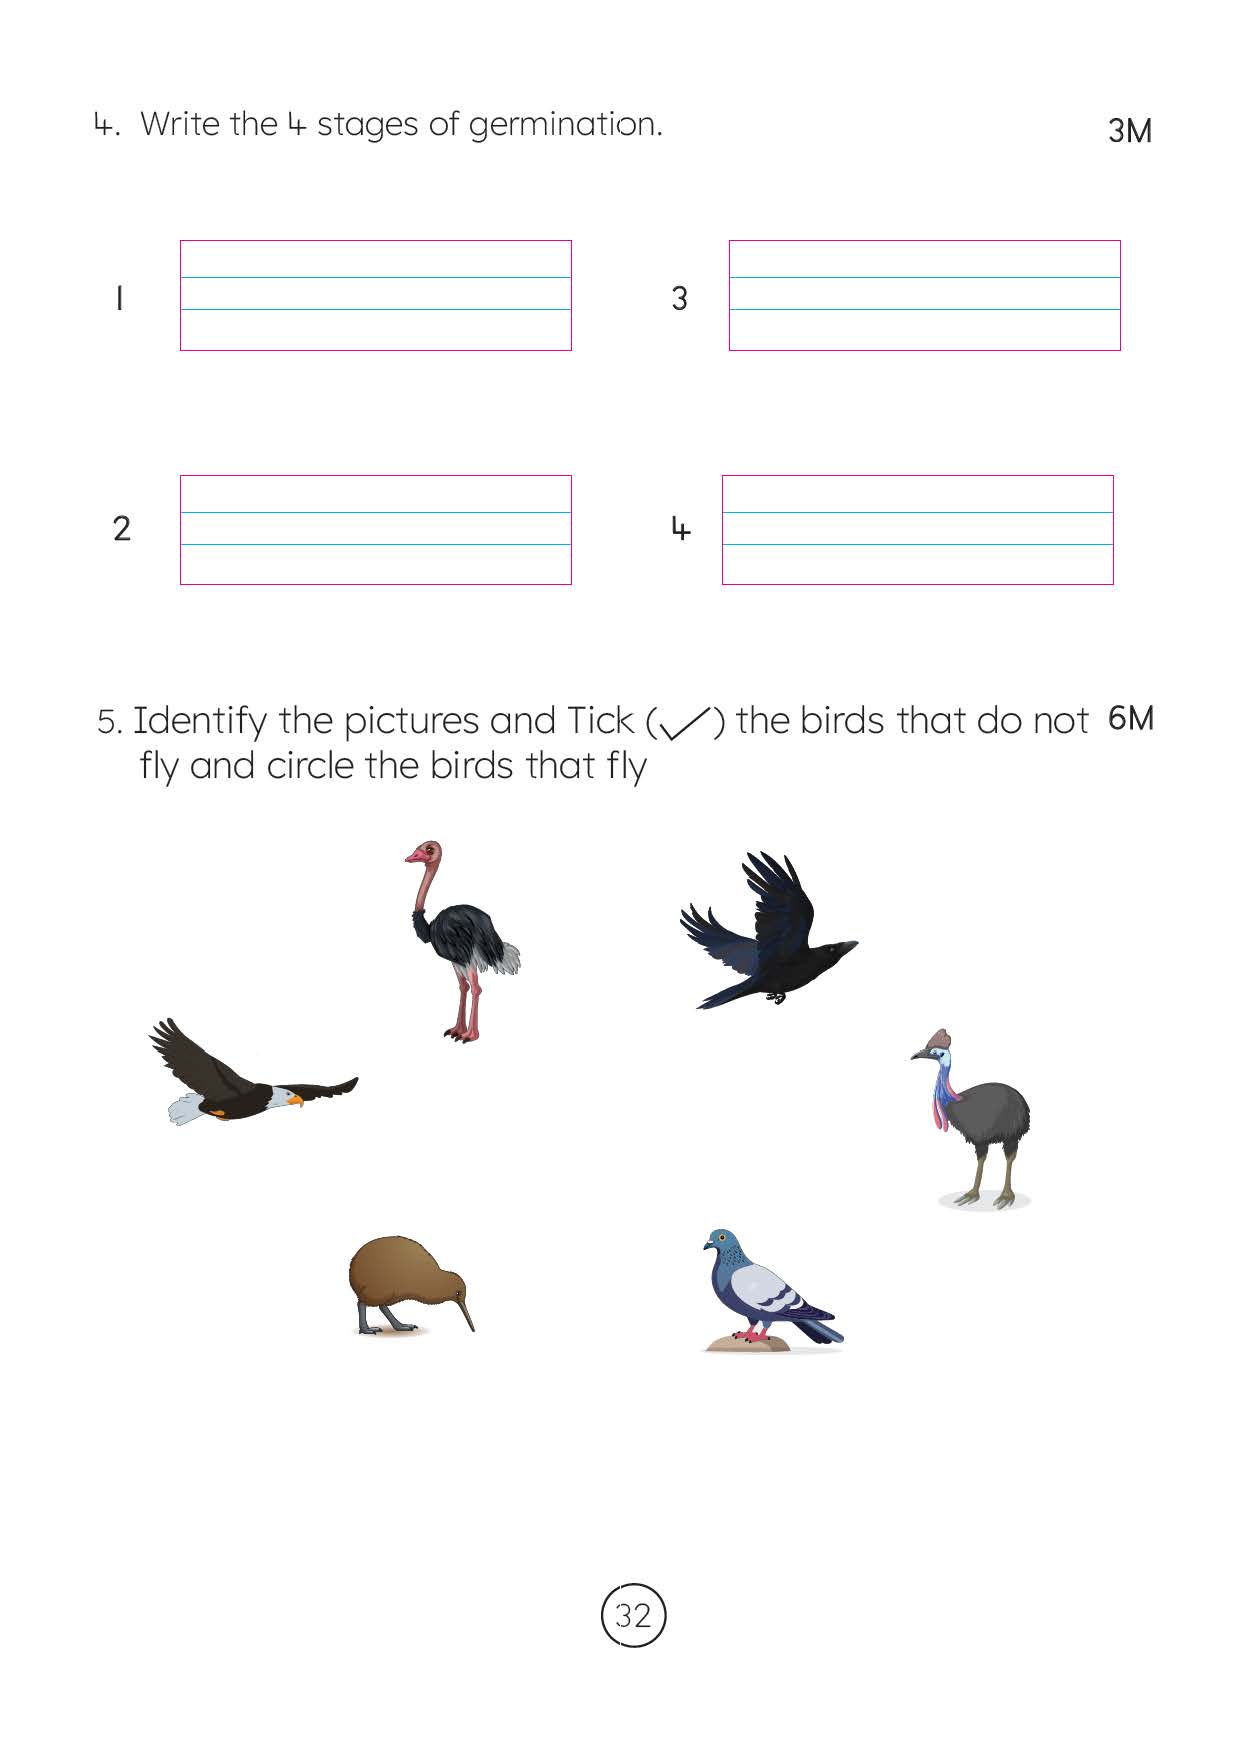 4. Write the 4 stages of germination. 3M
1
3
2
4
5. Identify the pictures and Tick (✓) the birds that do not 6M
fly and circle the birds that fly
32